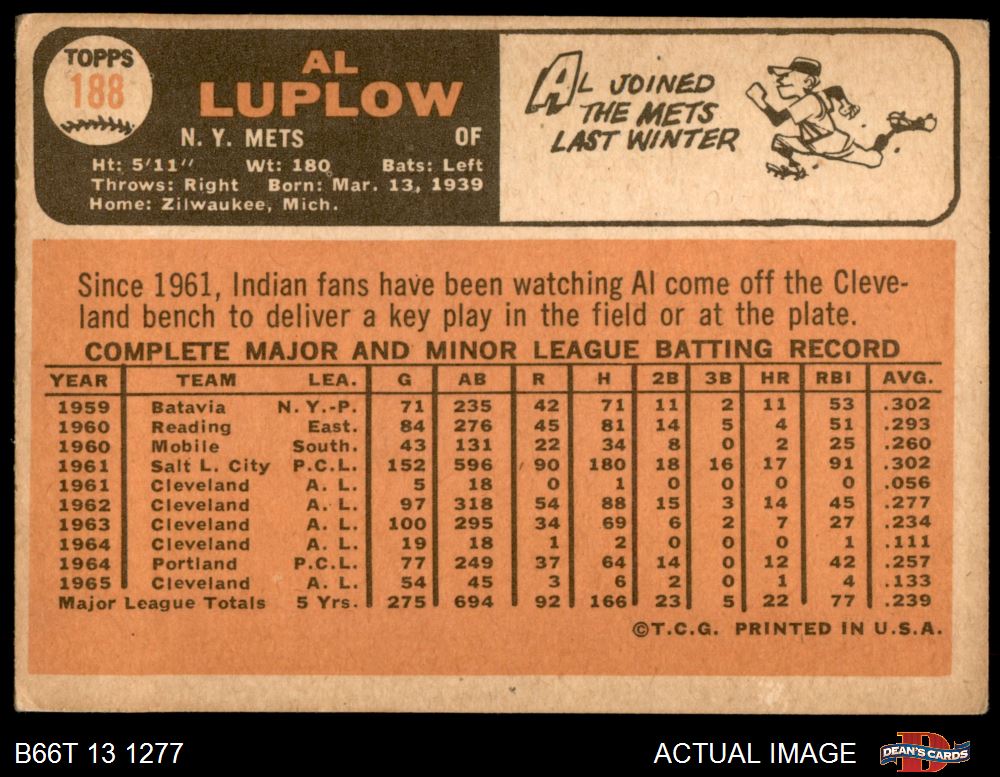 TOPPS
188
AL
LUPLOW
N. Y. METS OF
Ht: 5'11" Wt: 180 Bats: Left
Throws: Right Born: Mar. 13, 1939
Home: Zilwaukee, Mich.
AL JOINED
THE METS
LAST WINTER
Since 1961, Indian fans have been watching Al come off the Cleve-
land bench to deliver a key play in the field or at the plate.
COMPLETE MAJOR AND MINOR LEAGUE BATTING RECORD
YEAR TEAM LEA. G AB R H 2B 3B HR RBI AVG.
1959 Batavia N. Y.-P. 71 235 42 71 11 2 11 53 .302
1960 Reading East. 84 276 45 81 14 5 4 51 .293
1960 Mobile South. 43 131 22 34 8 0 2 25 .260
1961 Salt L. City P.C.L. 152 596 90 180 18 16 17 91 .302
1961 Cleveland A. L. 5 18 0 1 0 0 0 0 .056
1962 Cleveland A. L. 97 318 54 88 15 3 14 45 .277
1963 Cleveland A. L. 100 295 34 69 6 2 7 27 .234
1964 Cleveland A. L. 19 18 1 2 0 0 0 1 .111
1964 Portland P.C.L. 77 249 37 64 14 0 12 42 .257
1965 Cleveland A. L. 54 45 3 6 2 0 1 4 .133
Major League Totals 5 Yrs. 275 694 92 166 23 5 22 77 .239
©T.C.G. PRINTED IN U.S.A.
B66T 13 1277 ACTUAL IMAGE DEAN'S CARDS